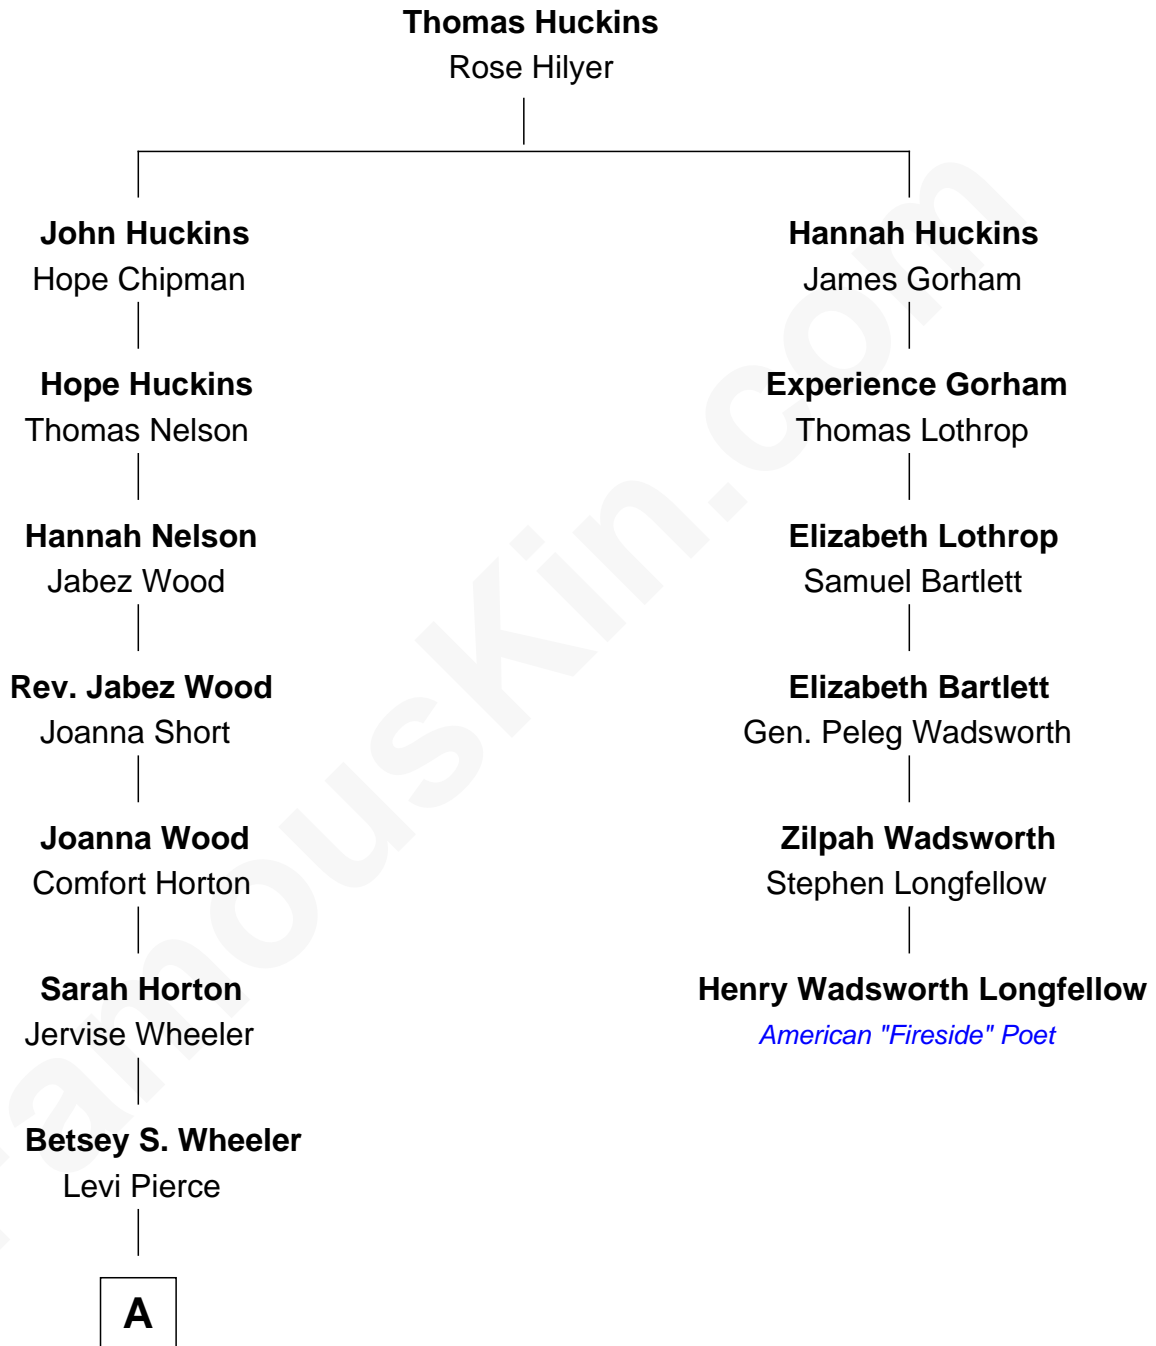 Thomas Huckins
Rose Hilyer
John Huckins
Hope Chipman
Hannah Huckins
James Gorham
Hope Huckins
Thomas Nelson
Experience Gorham
Thomas Lothrop
Hannah Nelson
Jabez Wood
Elizabeth Lothrop
Samuel Bartlett
Rev. Jabez Wood
Joanna Short
Elizabeth Bartlett
Gen. Peleg Wadsworth
Joanna Wood
Comfort Horton
Zilpah Wadsworth
Stephen Longfellow
Sarah Horton
Jervise Wheeler
Henry Wadsworth Longfellow
American "Fireside" Poet
Betsey S. Wheeler
Levi Pierce
A
FamousKin.com